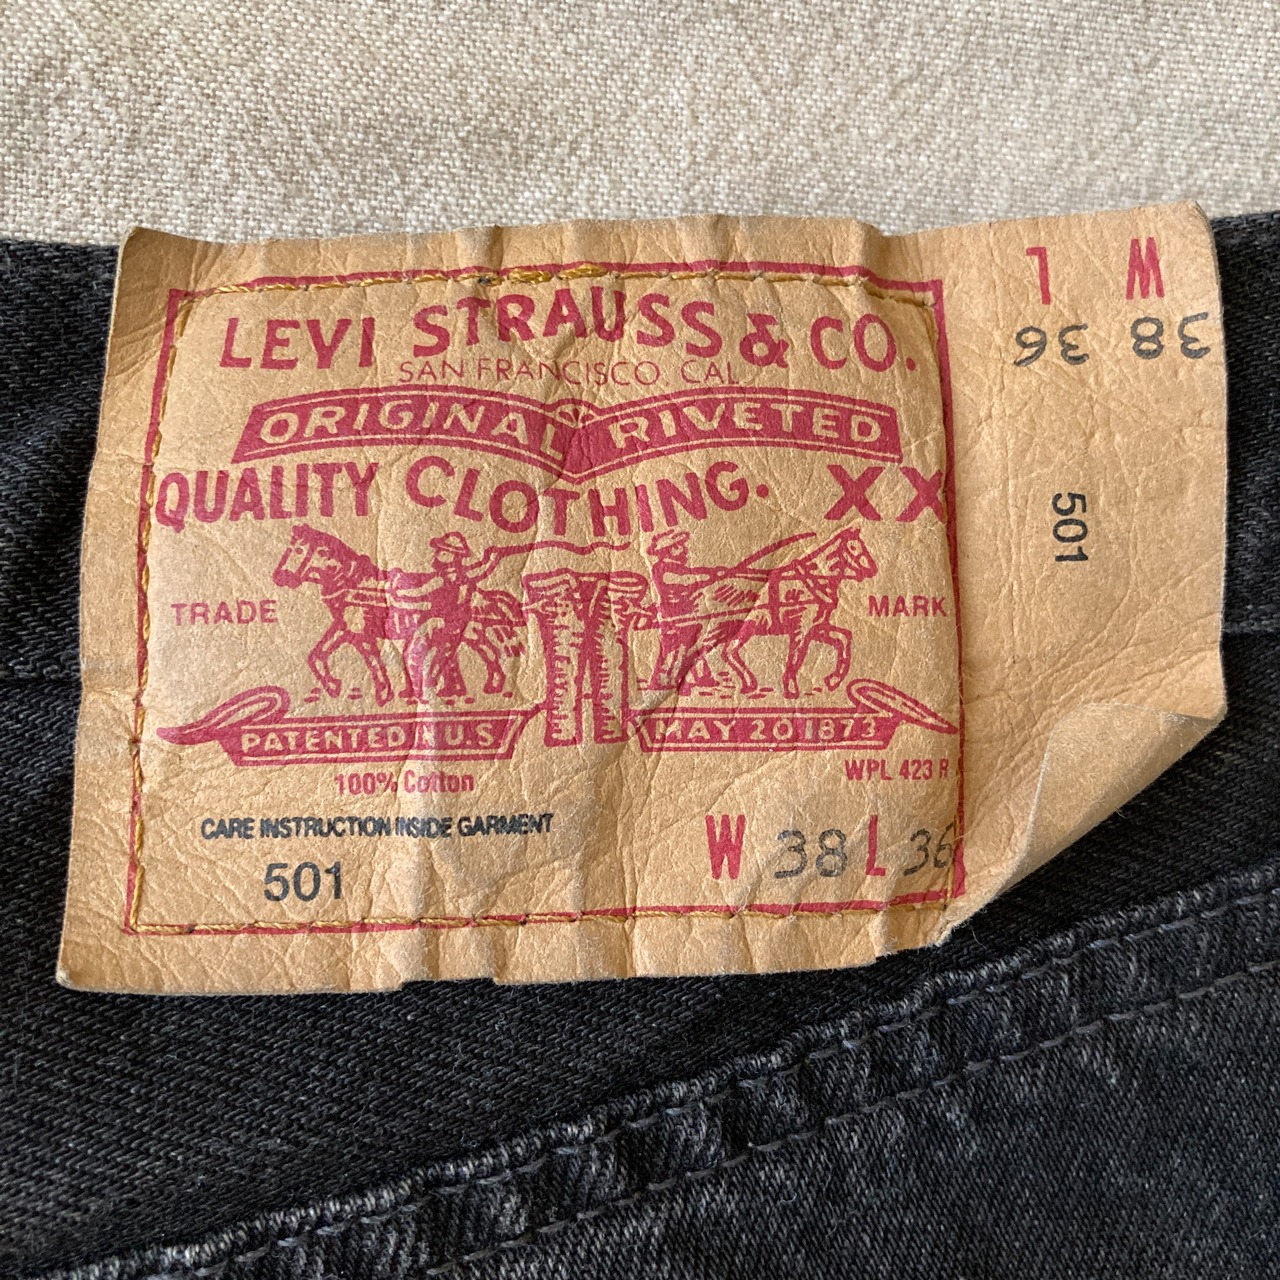 LEVI STRAUSS & CO.
SAN FRANCISCO, CAL.
ORIGINAL RIVETED
QUALITY CLOTHING. XX
TRADE MARK
PATENTED IN U.S. MAY 20 1873
100% Cotton
WPL 423 R
CARE INSTRUCTION INSIDE GARMENT
501
W 38 L 36
W 38
L 36
501